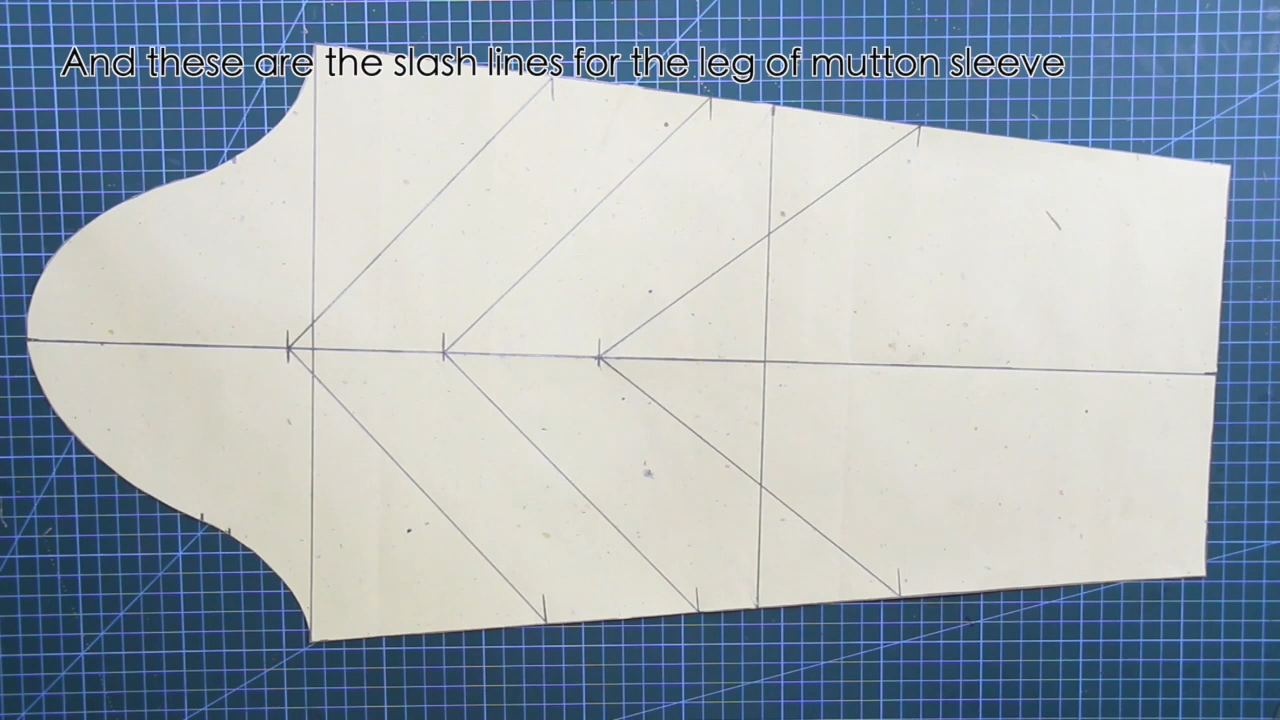 And these are the slash lines for the leg of mutton sleeve